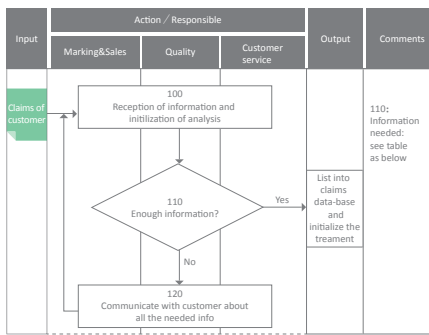 Input
Action / Responsible
Output
Comments
Marking&Sales
Quality
Customer
service
Claims of
customer
100
Reception of information and
initilization of analysis
110:
Information
needed:
see table
as below
110
Enough information?
Yes
List into
claims
data-base
and
initialize the
treament
No
120
Communicate with customer about
all the needed info